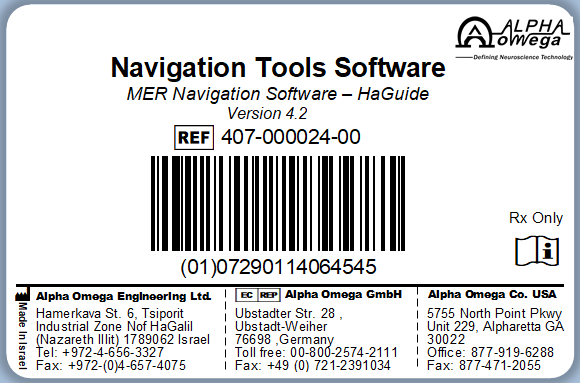 ALPHA
omega
Defining Neuroscience Technology
Navigation Tools Software
MER Navigation Software – HaGuide
Version 4.2
REF 407-000024-00
(01)07290114064545
Rx Only
Made In Israel
Alpha Omega Engineering Ltd.
Hamerkava St. 6, Tsiporit
Industrial Zone Nof HaGalil
(Nazareth Illit) 1789062 Israel
Tel: +972-4-656-3327
Fax: +972-(0)4-657-4075
EC REP Alpha Omega GmbH
Ubstadter Str. 28 ,
Ubstadt-Weiher
76698 ,Germany
Toll free: 00-800-2574-2111
Fax: +49 (0) 721-2391034
Alpha Omega Co. USA
5755 North Point Pkwy
Unit 229, Alpharetta GA
30022
Office: 877-919-6288
Fax: 877-471-2055